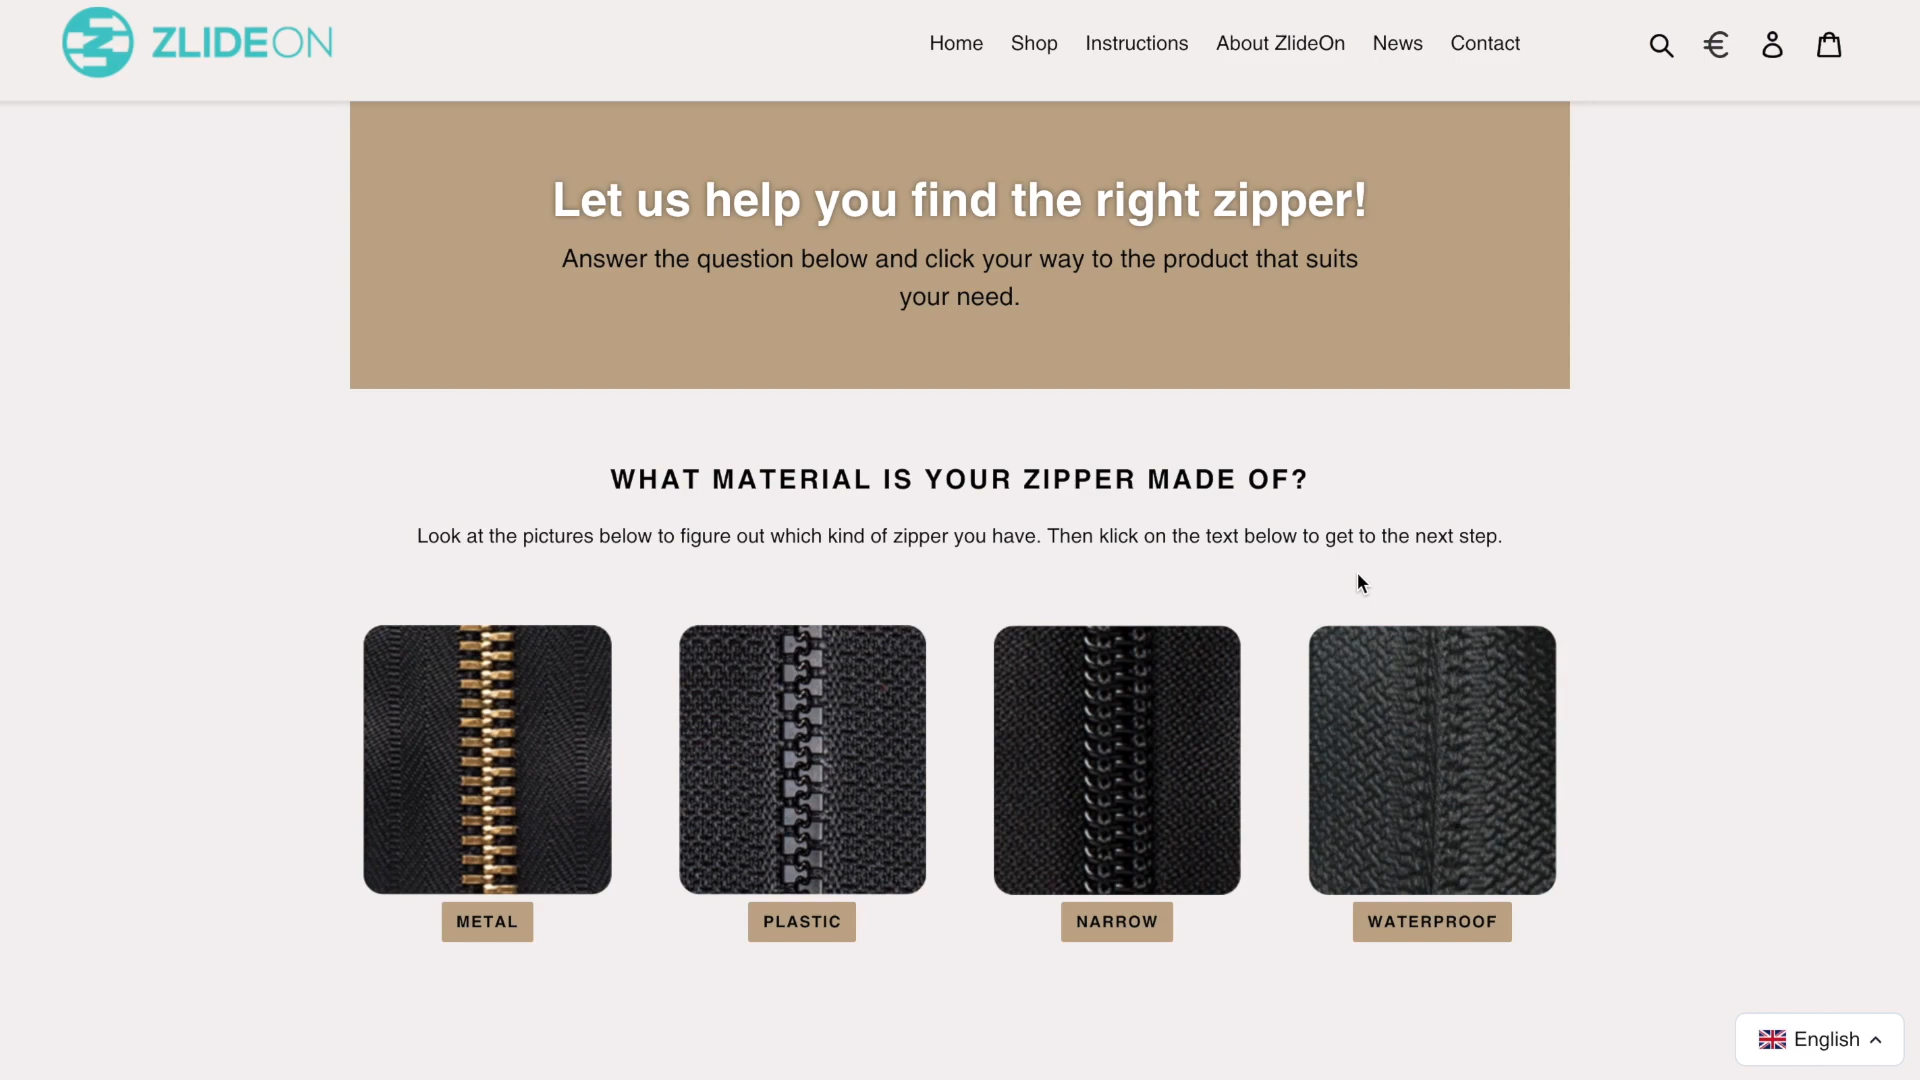 ZLIDEON
Home Shop Instructions About ZlideOn News Contact
Let us help you find the right zipper!
Answer the question below and click your way to the product that suits
your need.
WHAT MATERIAL IS YOUR ZIPPER MADE OF?
Look at the pictures below to figure out which kind of zipper you have. Then klick on the text below to get to the next step.
METAL PLASTIC NARROW WATERPROOF
English